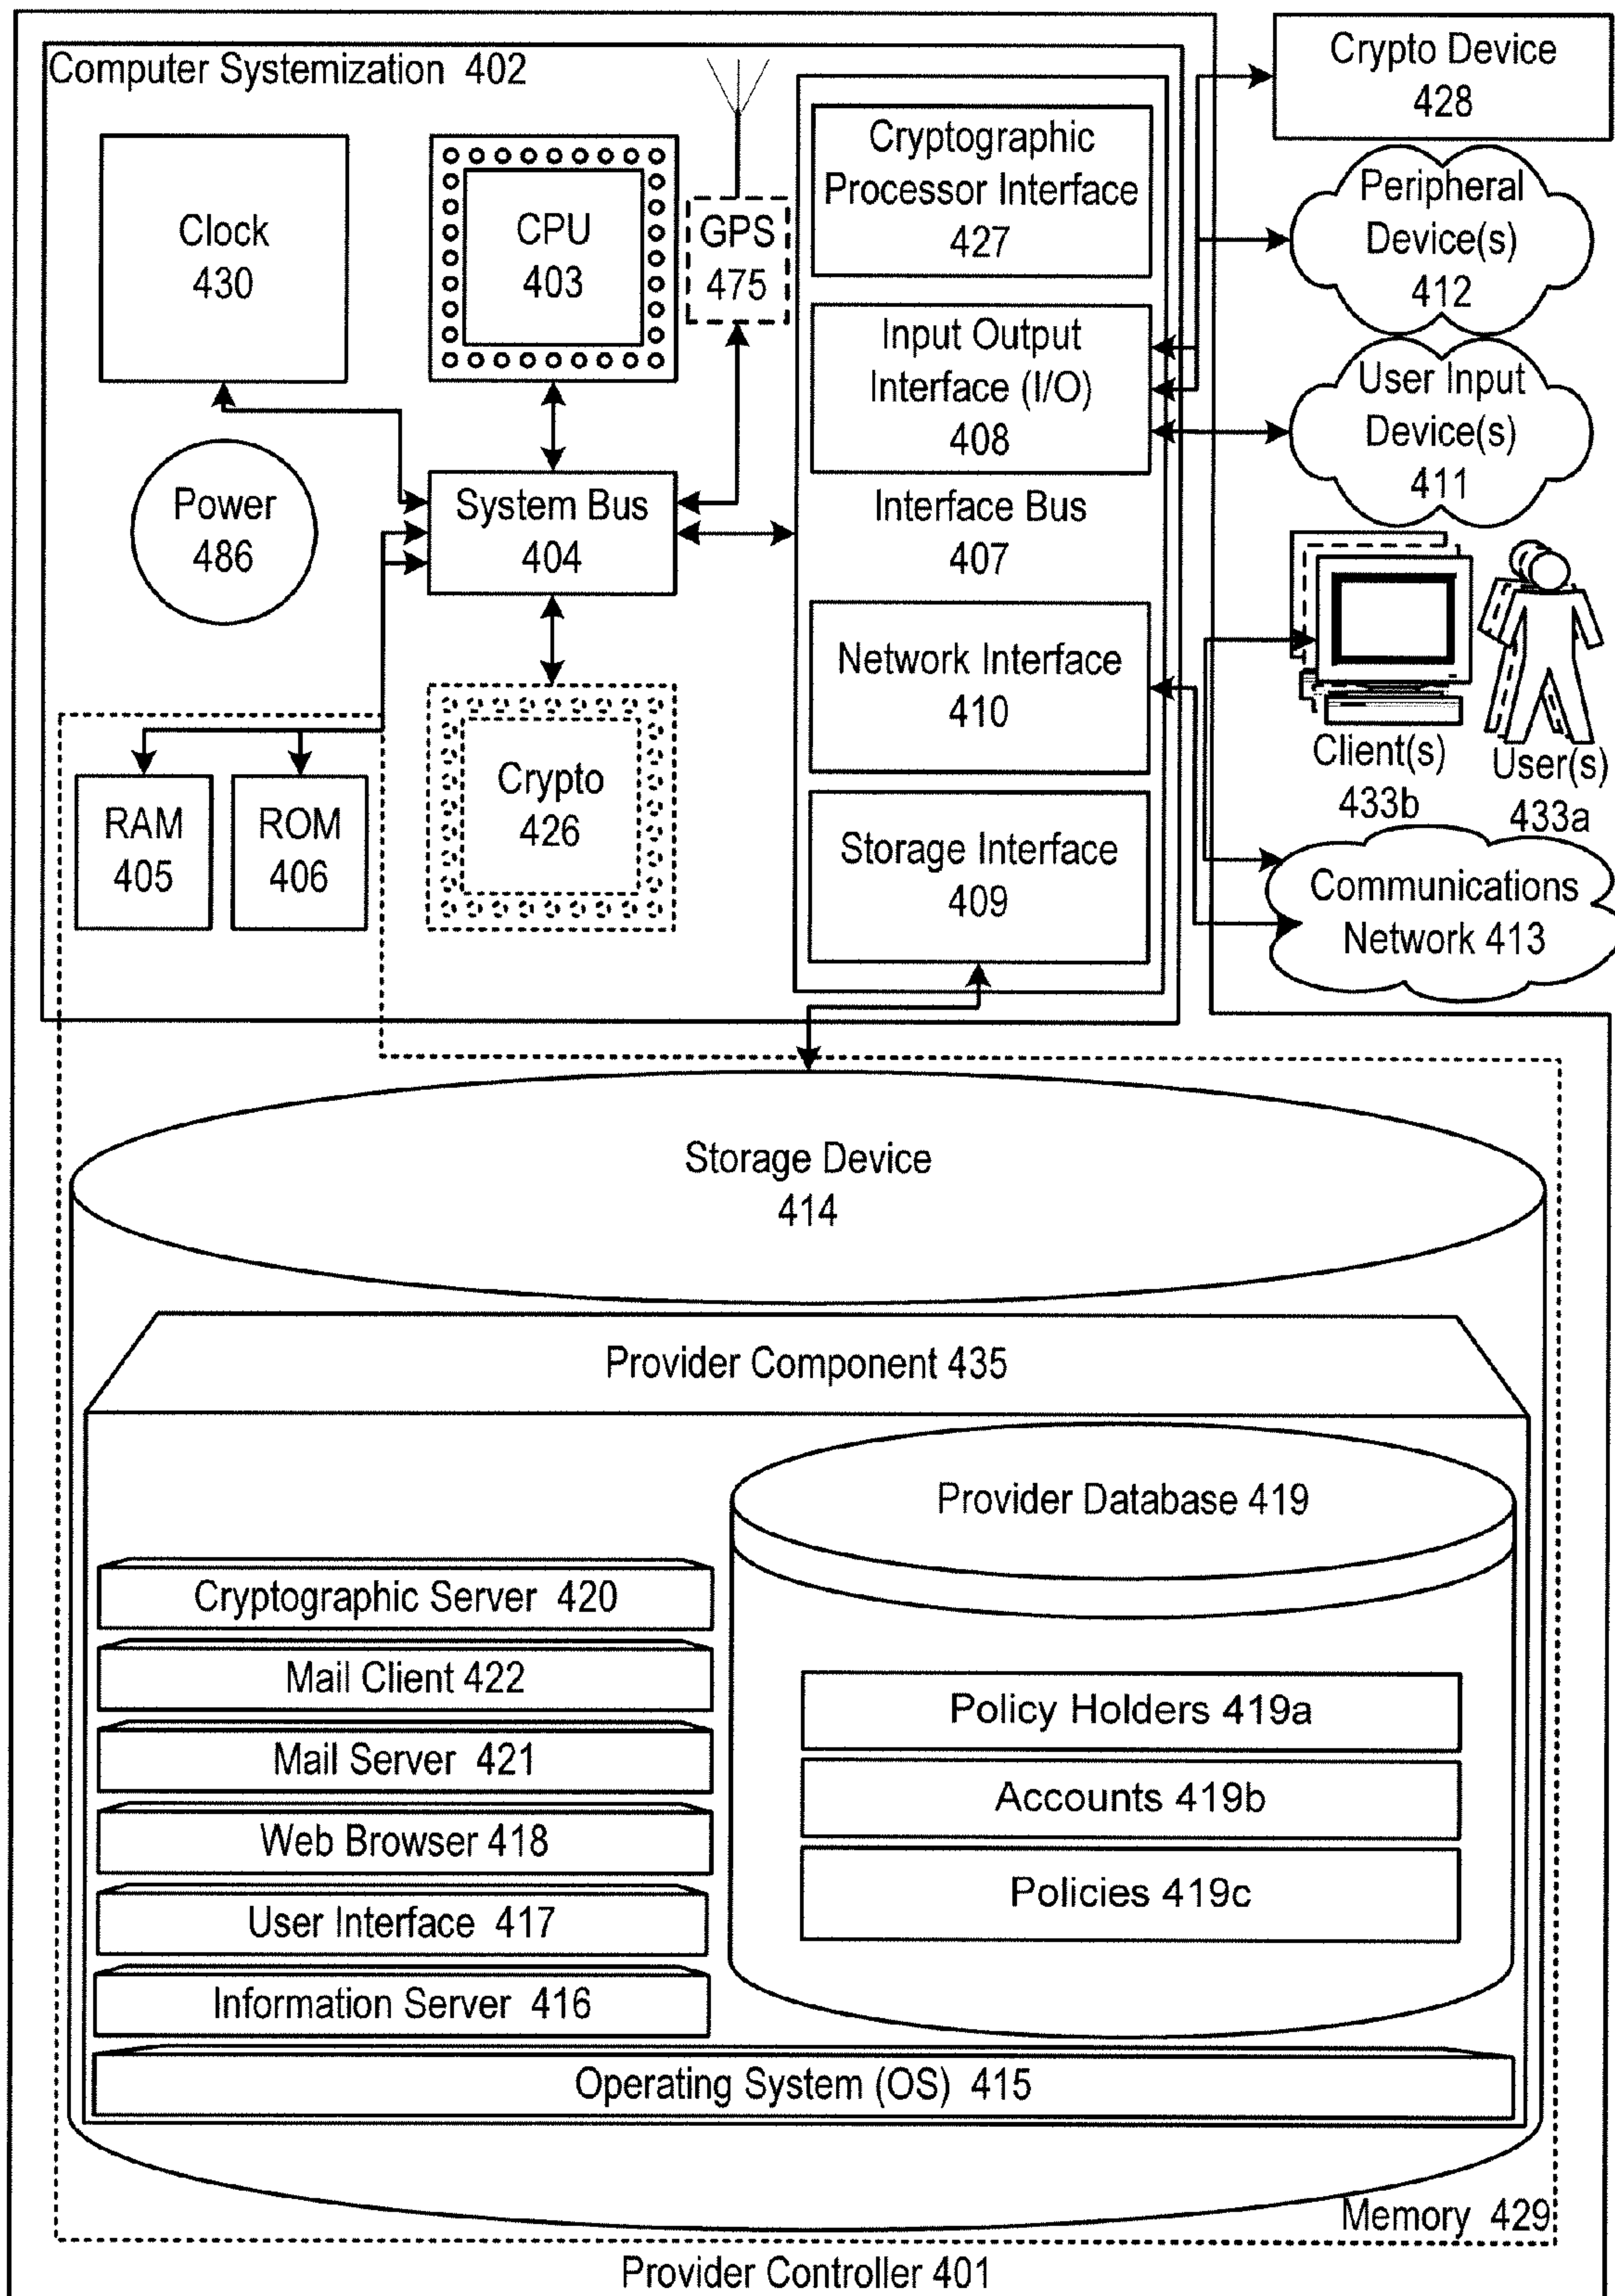 Computer Systemization 402
Clock
430
CPU
403
GPS
475
Cryptographic
Processor Interface
427
Input Output
Interface (I/O)
408
Interface Bus
407
Network Interface
410
Storage Interface
409
Power
486
System Bus
404
RAM
405
ROM
406
Crypto
426
Crypto Device
428
Peripheral
Device(s)
412
User Input
Device(s)
411
Client(s)
433b
User(s)
433a
Communications
Network 413
Storage Device
414
Provider Component 435
Provider Database 419
Cryptographic Server 420
Mail Client 422
Mail Server 421
Web Browser 418
User Interface 417
Information Server 416
Policy Holders 419a
Accounts 419b
Policies 419c
Operating System (OS) 415
Memory 429
Provider Controller 401